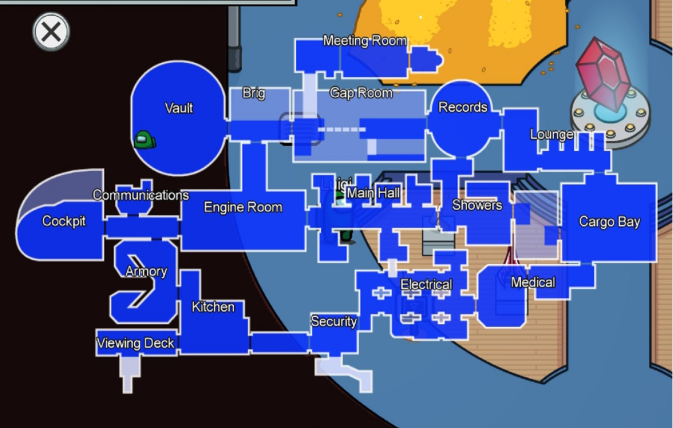 Meeting Room
Brig
Gap Room
Vault
Records
Lounge
Communications
Main Hall
Cockpit
Engine Room
Showers
Cargo Bay
Armory
Electrical
Medical
Kitchen
Security
Viewing Deck